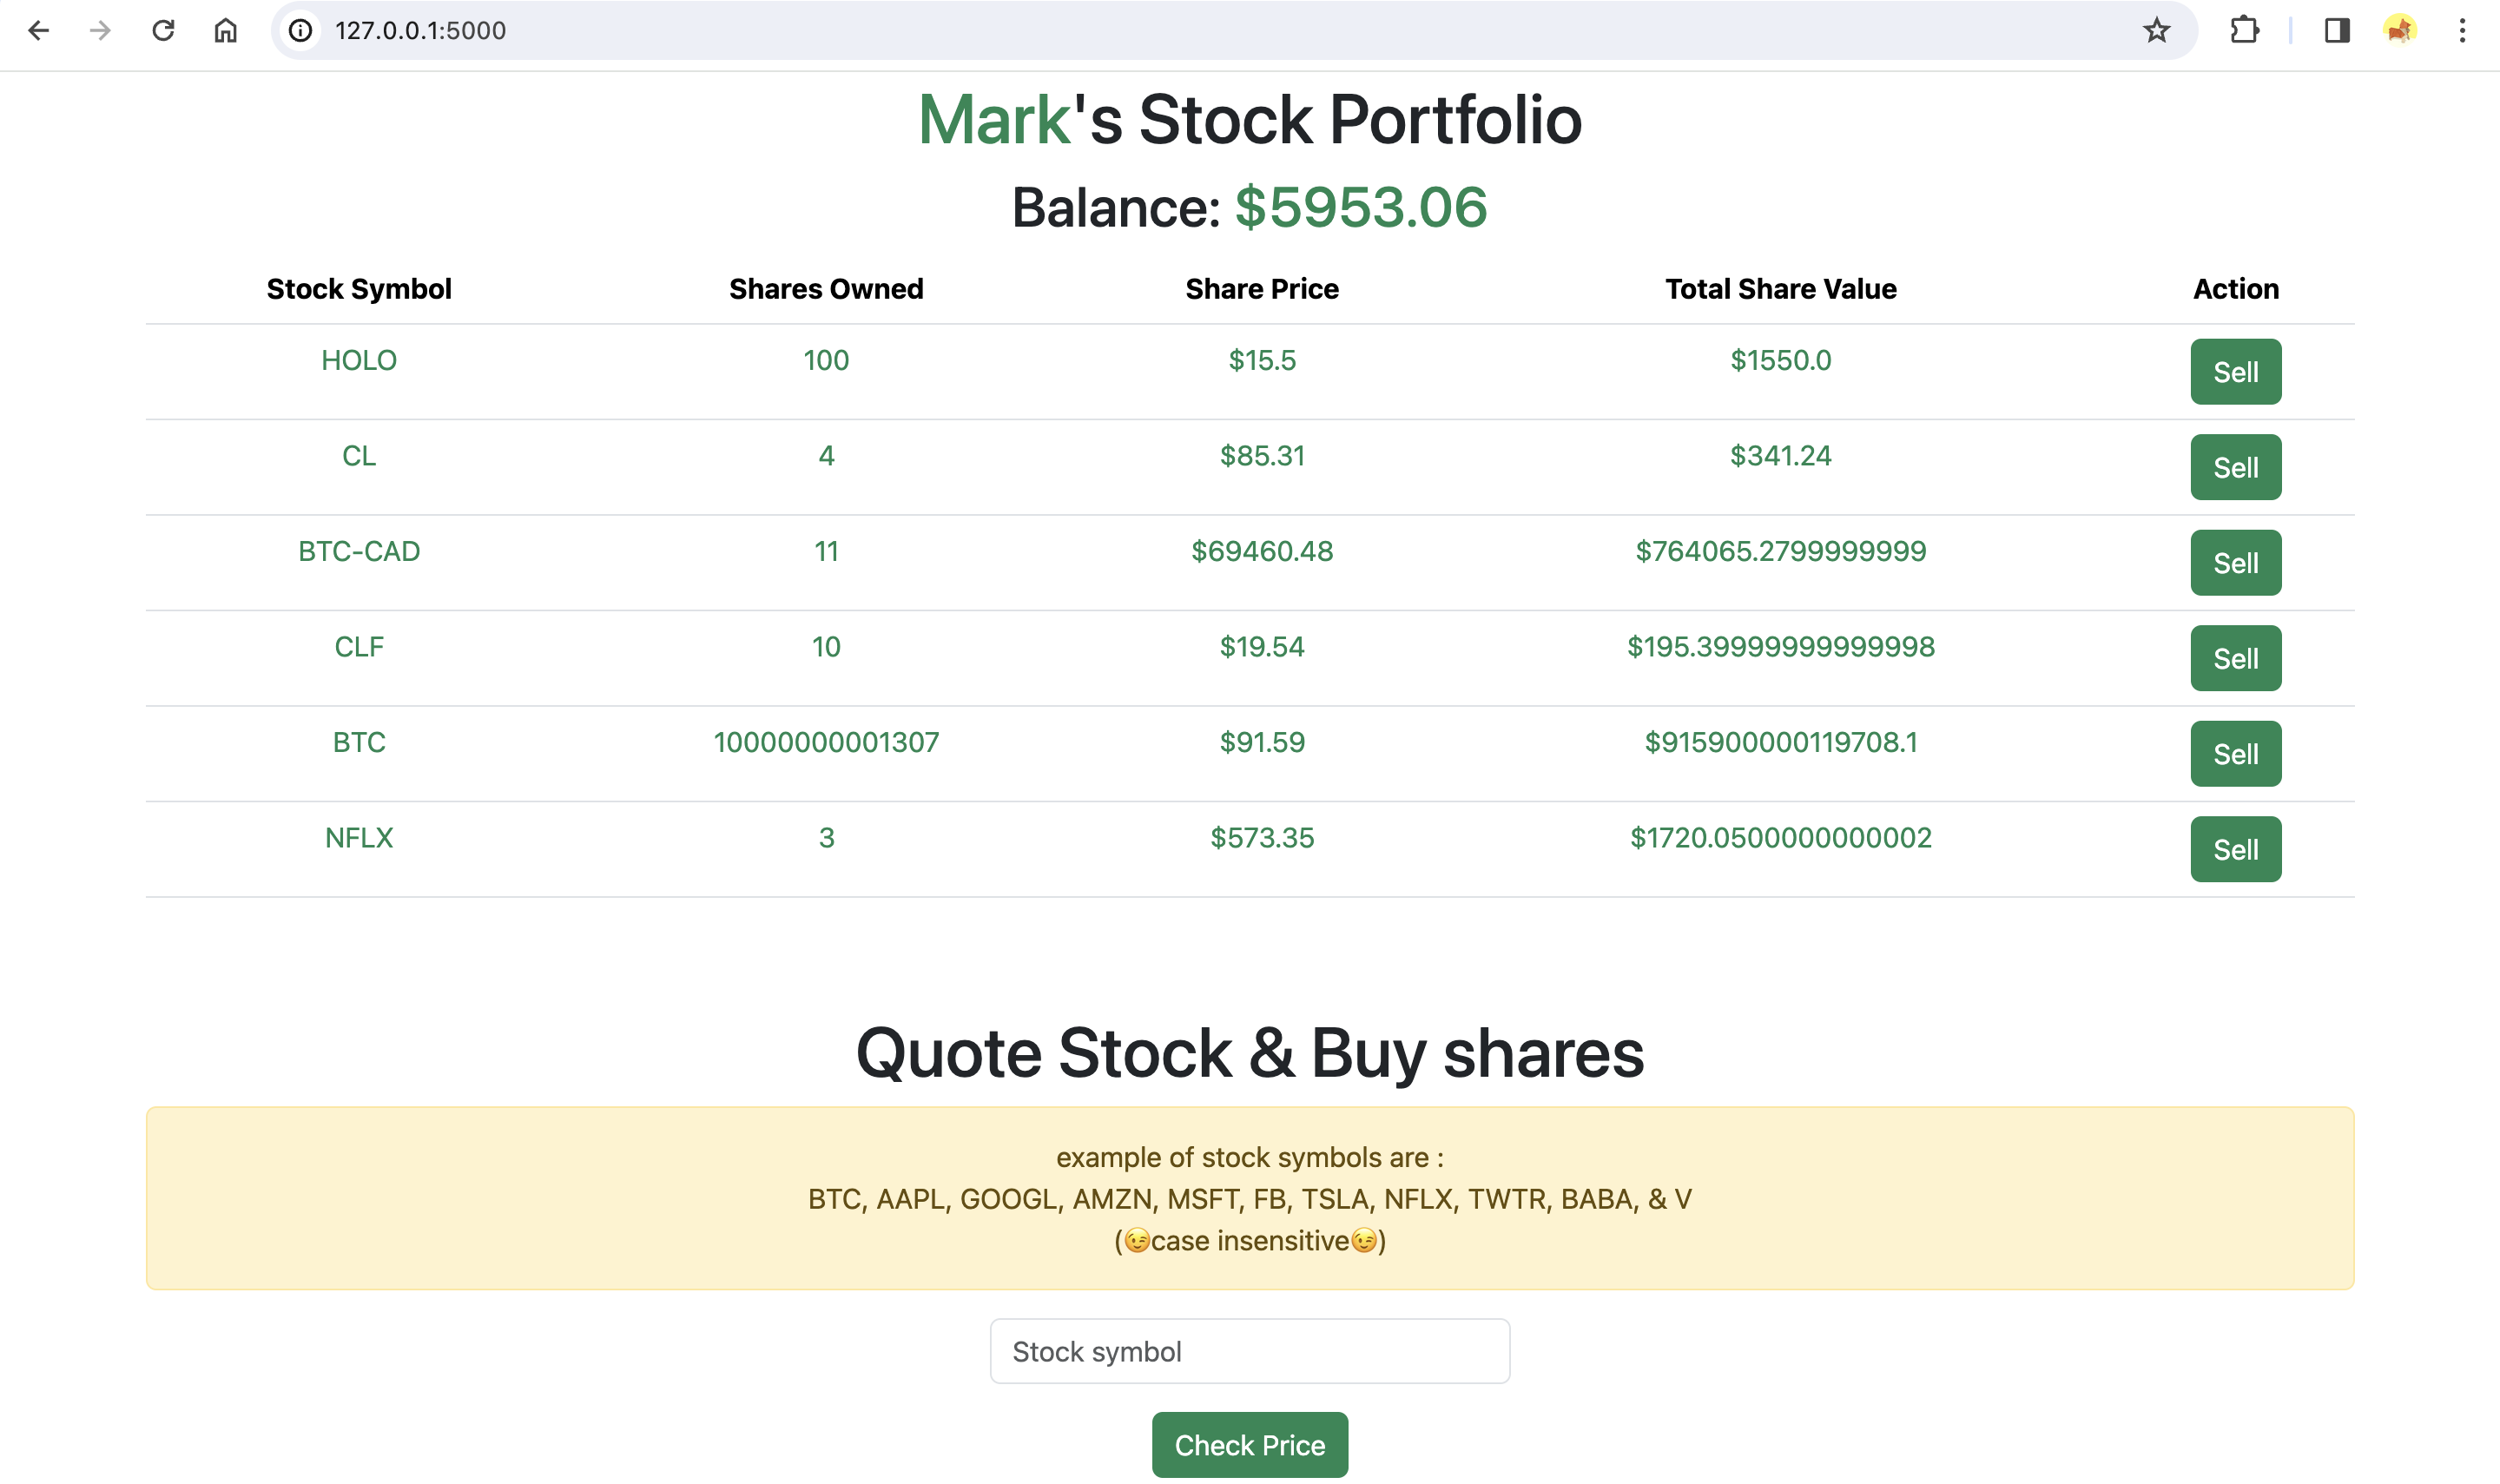 127.0.0.1:5000
Mark's Stock Portfolio
Balance: $5953.06
Stock Symbol Shares Owned Share Price Total Share Value Action
HOLO 100 $15.5 $1550.0 Sell
CL 4 $85.31 $341.24 Sell
BTC-CAD 11 $69460.48 $764065.2799999999 Sell
CLF 10 $19.54 $195.39999999999998 Sell
BTC 10000000001307 $91.59 $915900000119708.1 Sell
NFLX 3 $573.35 $1720.0500000000002 Sell
Quote Stock & Buy shares
example of stock symbols are :
BTC, AAPL, GOOGL, AMZN, MSFT, FB, TSLA, NFLX, TWTR, BABA, & V
(😉case insensitive😉)
Stock symbol
Check Price